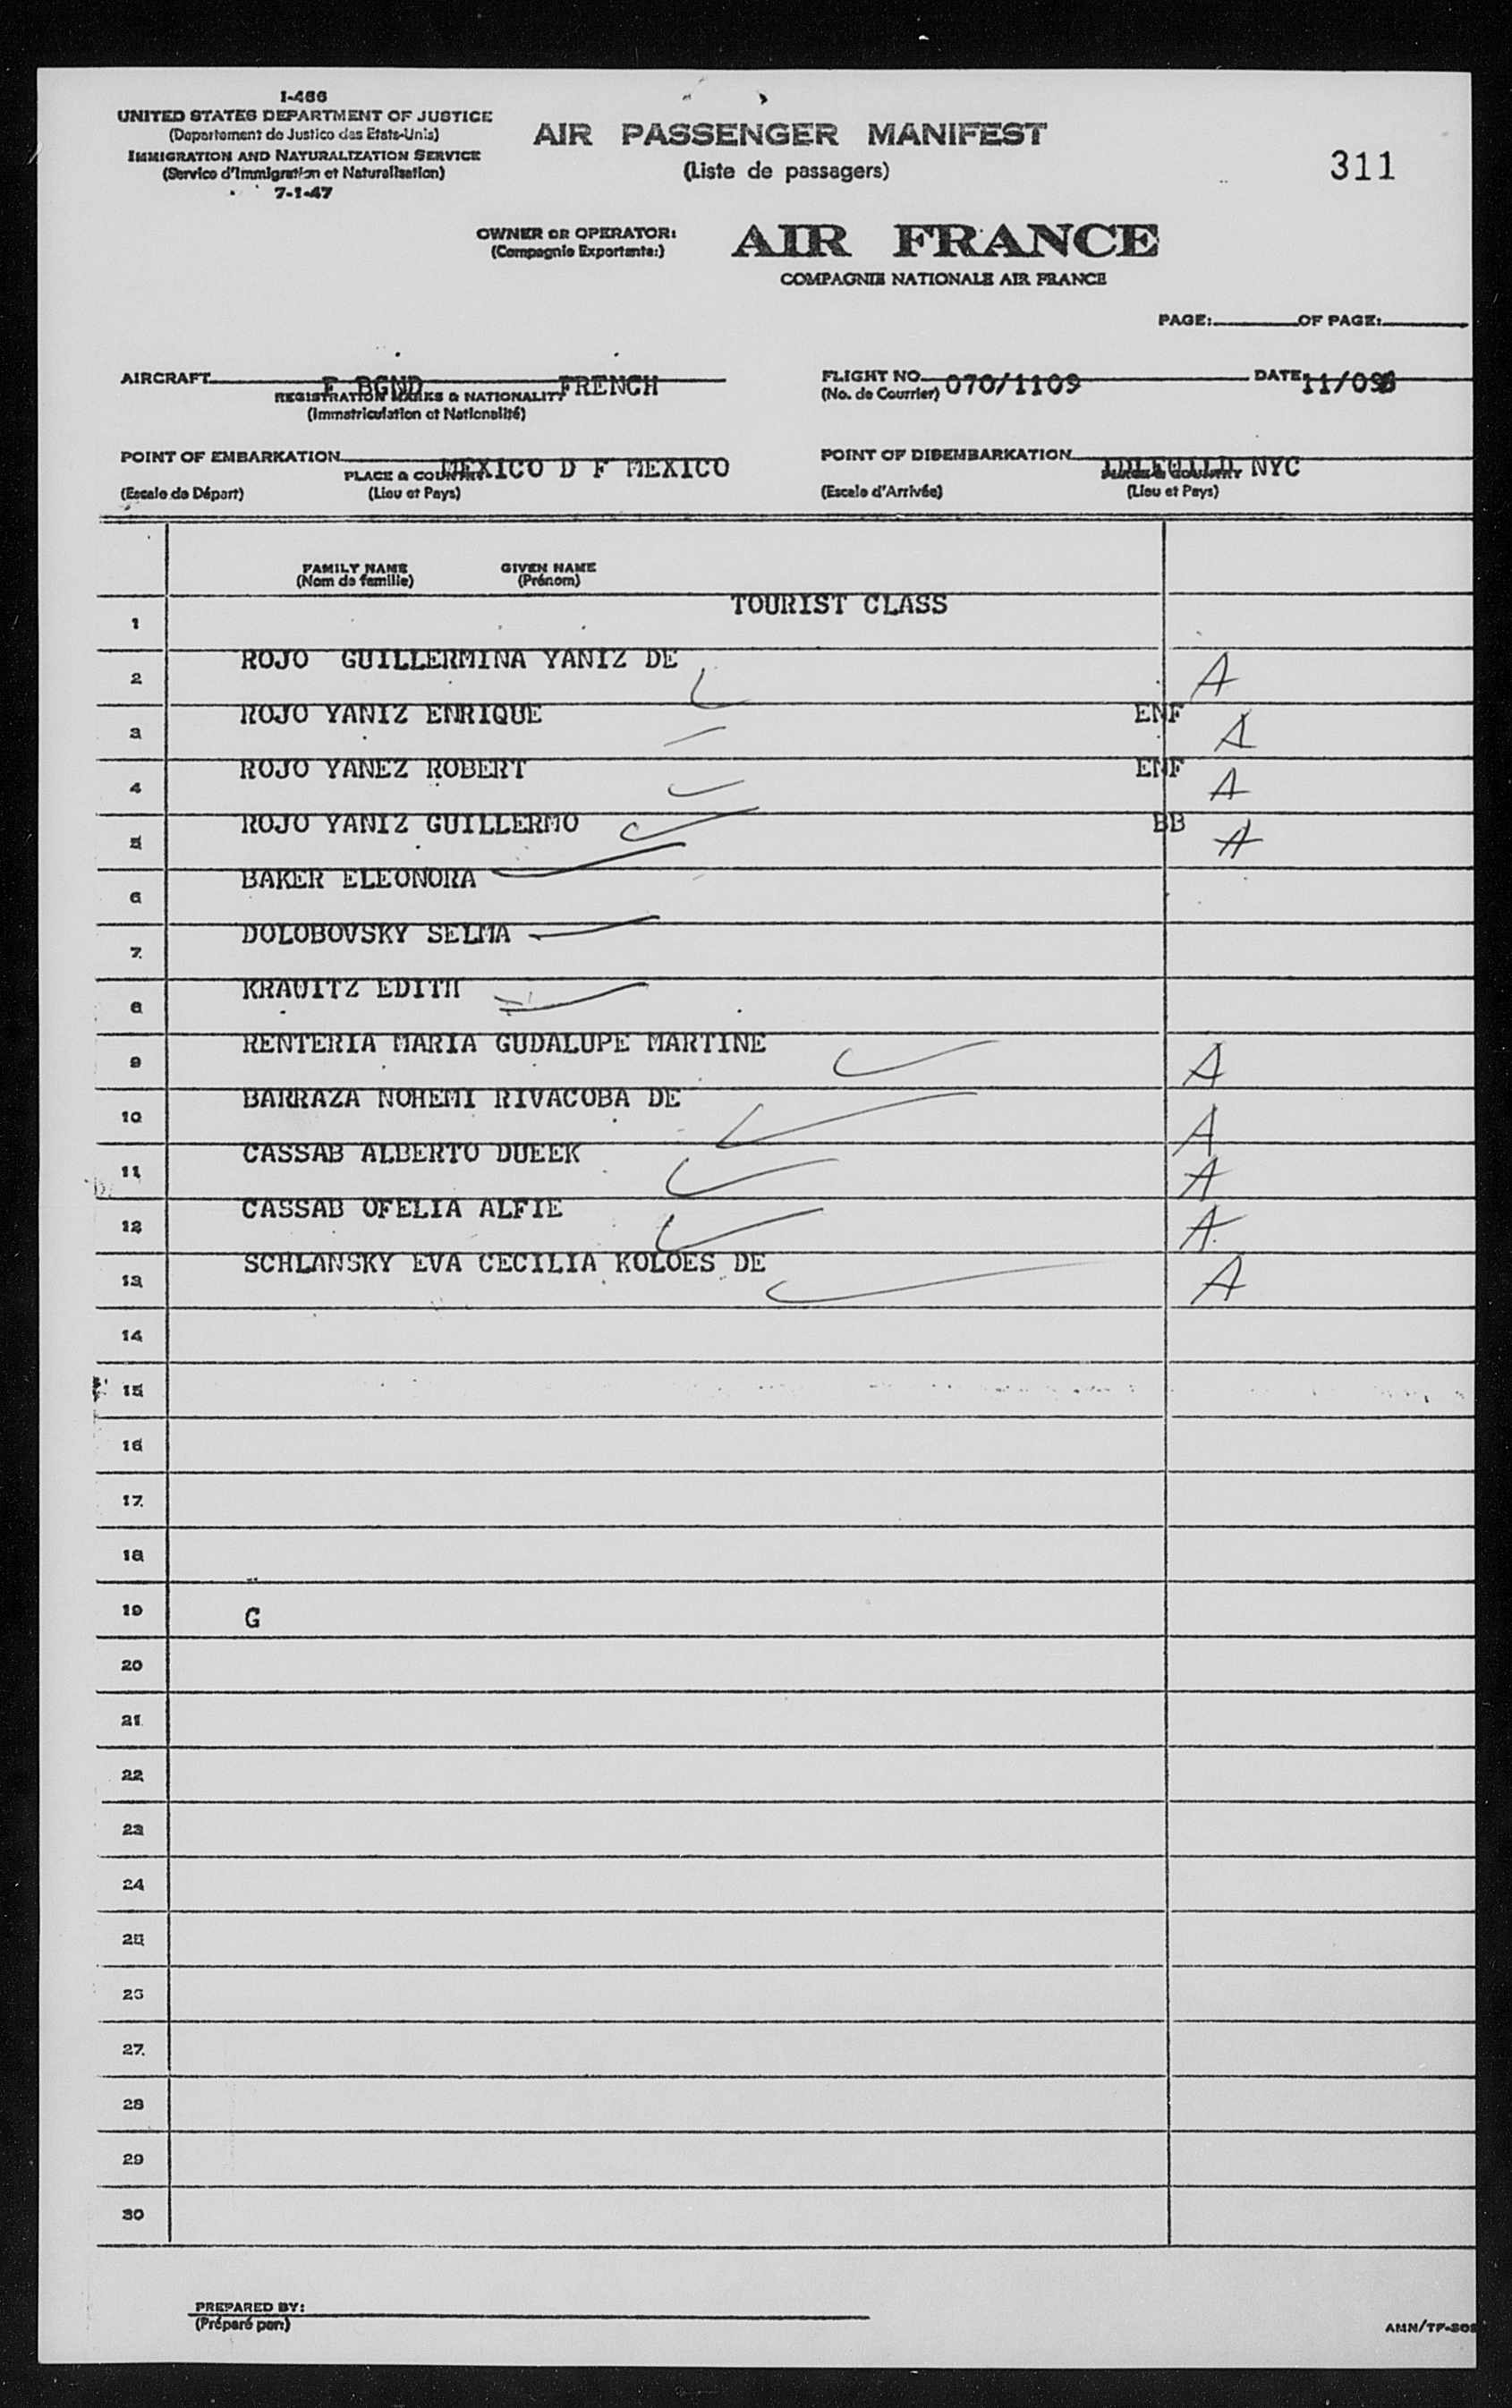 I-466
UNITED STATES DEPARTMENT OF JUSTICE
(Departement de Justice des Etats-Unis)
IMMIGRATION AND NATURALIZATION SERVICE
(Service d'Immigration et Naturalisation)
7-1-47
AIR PASSENGER MANIFEST
(Liste de passagers)
311
OWNER OR OPERATOR: AIR FRANCE
(Compagnie Exportante:)
COMPAGNIE NATIONALE AIR FRANCE
PAGE: OF PAGE:
AIRCRAFT F BGND FRENCH
REGISTRATION MARKS & NATIONALITY
(Immatriculation et Nationalité)
FLIGHT NO. 070/1109 DATE 11/09
(No. de Courrier)
POINT OF EMBARKATION MEXICO D F MEXICO
PLACE & COUNTRY
(Escale de Départ) (Lieu et Pays)
POINT OF DISEMBARKATION IDLEWILD NYC
PLACE & COUNTRY
(Escale d'Arrivée) (Lieu et Pays)
FAMILY NAME GIVEN NAME
(Nom de famille) (Prénom)
1 TOURIST CLASS
2 ROJO GUILLERMINA YANIZ DE A
3 ROJO YANIZ ENRIQUE ENF A
4 ROJO YANEZ ROBERT ENF A
5 ROJO YANIZ GUILLERMO BB A
6 BAKER ELEONORA
7 DOLOBOVSKY SELMA
8 KRAUITZ EDITH
9 RENTERIA MARIA GUDALUPE MARTINE A
10 BARRAZA NOHEMI RIVACOBA DE A
11 CASSAB ALBERTO DUEEK A
12 CASSAB OFELIA ALFIE A
13 SCHLANSKY EVA CECILIA KOLOES DE A
14
15
16
17
18
19 G
20
21
22
23
24
25
26
27
28
29
30
PREPARED BY:
(Préparé par:)